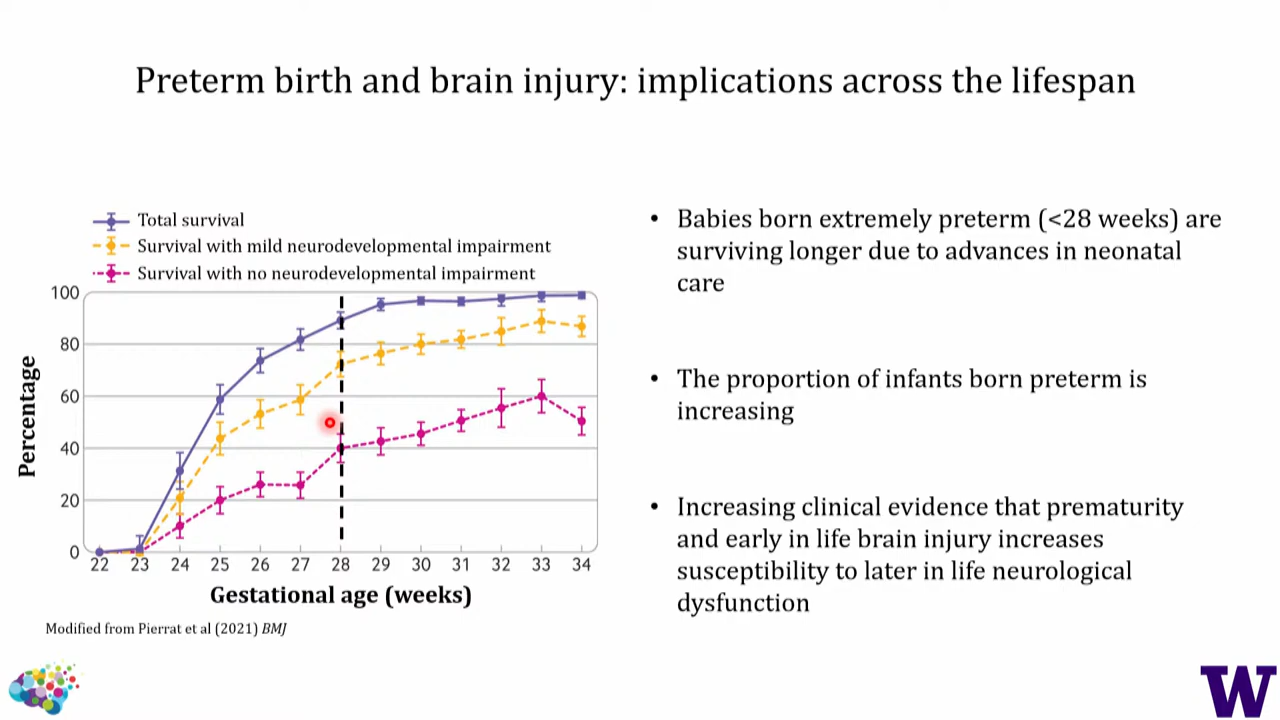 Preterm birth and brain injury: implications across the lifespan
Total survival
Survival with mild neurodevelopmental impairment
Survival with no neurodevelopmental impairment
100
80
60
40
20
0
Percentage
22 23 24 25 26 27 28 29 30 31 32 33 34
Gestational age (weeks)
Modified from Pierrat et al (2021) BMJ
• Babies born extremely preterm (<28 weeks) are
surviving longer due to advances in neonatal
care
• The proportion of infants born preterm is
increasing
• Increasing clinical evidence that prematurity
and early in life brain injury increases
susceptibility to later in life neurological
dysfunction
W